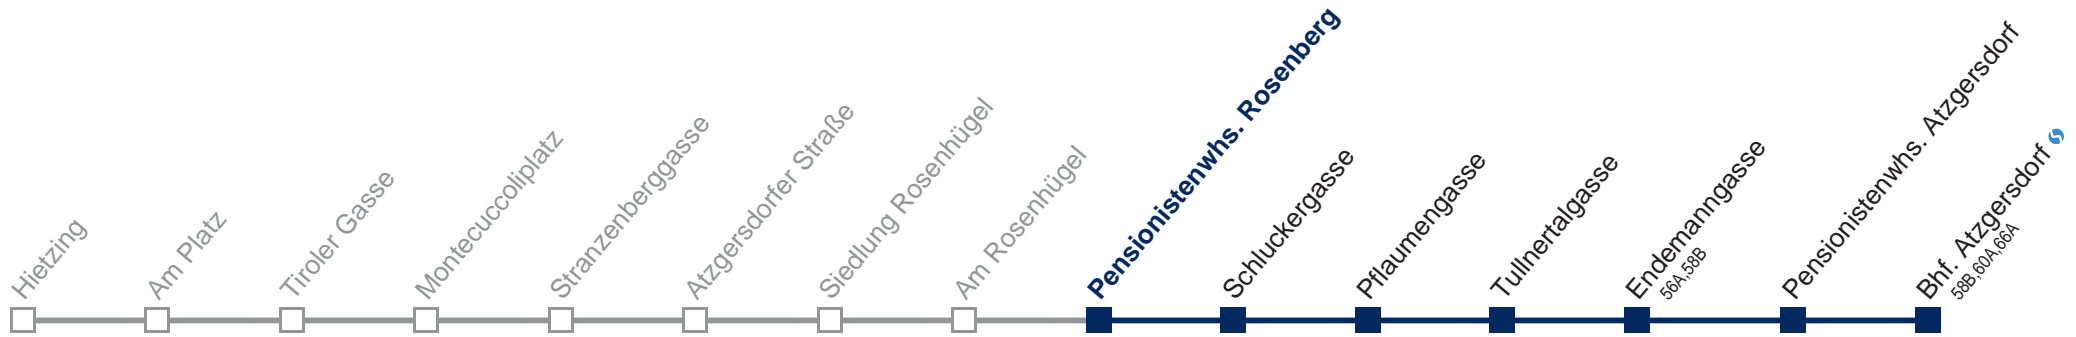 Hietzing
Am Platz
Tiroler Gasse
Montecuccoliplatz
Stranzenberggasse
Atzgersdorfer Straße
Siedlung Rosenhügel
Am Rosenhügel
Pensionistenwhs. Rosenberg
Schluckergasse
Pflaumengasse
Tullnertalgasse
Endemanngasse
56A,58B
Pensionistenwhs. Atzgersdorf
Bhf. Atzgersdorf
58B,60A,66A